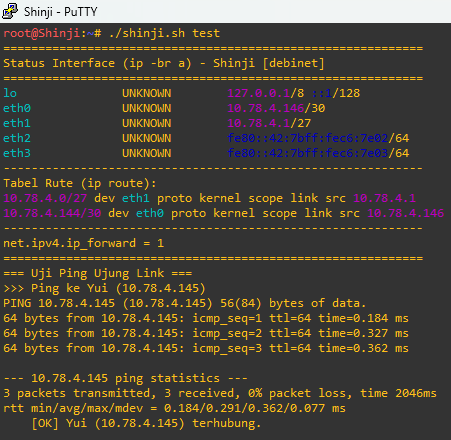 Shinji - PuTTY
root@Shinji:~# ./shinji.sh test
============================================================
Status Interface (ip -br a) - Shinji [debinet]
============================================================
lo               UNKNOWN        127.0.0.1/8 ::1/128
eth0             UNKNOWN        10.78.4.146/30
eth1             UNKNOWN        10.78.4.1/27
eth2             UNKNOWN        fe80::42:7bff:fec6:7e02/64
eth3             UNKNOWN        fe80::42:7bff:fec6:7e03/64
------------------------------------------------------------
Tabel Rute (ip route):
10.78.4.0/27 dev eth1 proto kernel scope link src 10.78.4.1
10.78.4.144/30 dev eth0 proto kernel scope link src 10.78.4.146
------------------------------------------------------------
net.ipv4.ip_forward = 1
============================================================
=== Uji Ping Ujung Link ===
>>> Ping ke Yui (10.78.4.145)
PING 10.78.4.145 (10.78.4.145) 56(84) bytes of data.
64 bytes from 10.78.4.145: icmp_seq=1 ttl=64 time=0.184 ms
64 bytes from 10.78.4.145: icmp_seq=2 ttl=64 time=0.327 ms
64 bytes from 10.78.4.145: icmp_seq=3 ttl=64 time=0.362 ms

--- 10.78.4.145 ping statistics ---
3 packets transmitted, 3 received, 0% packet loss, time 2046ms
rtt min/avg/max/mdev = 0.184/0.291/0.362/0.077 ms
    [OK] Yui (10.78.4.145) terhubung.